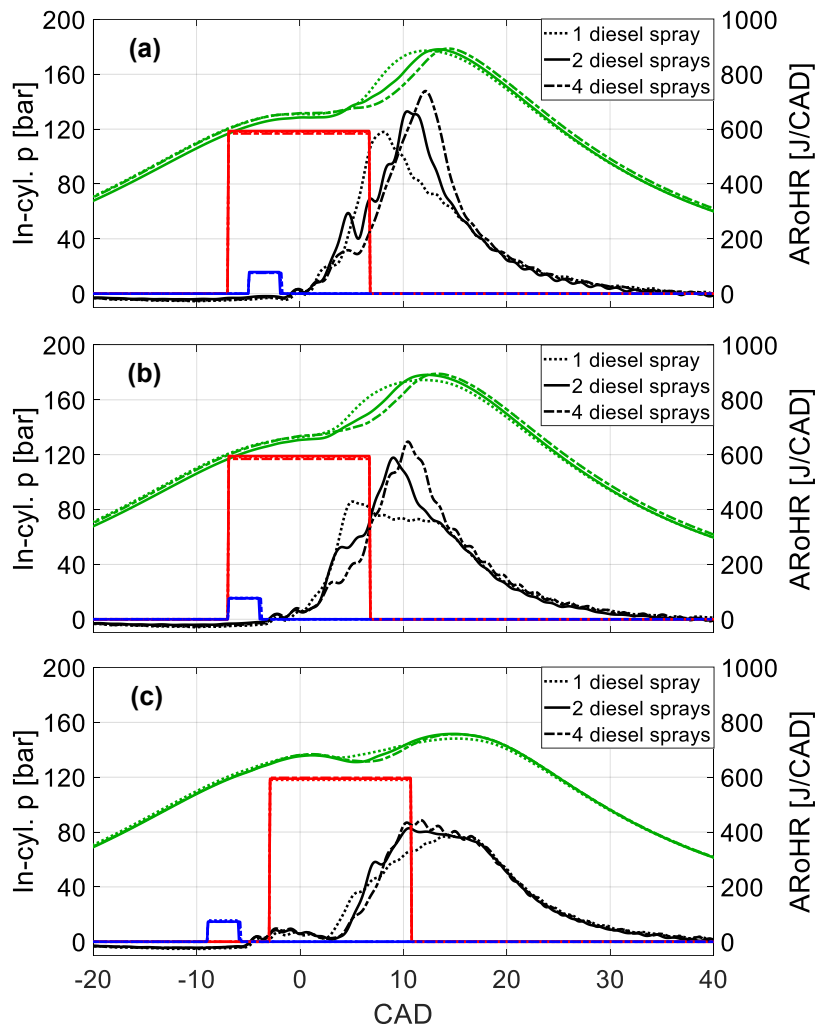 200
160
120
80
40
0
In-cyl. p [bar]
(a)
1 diesel spray
2 diesel sprays
4 diesel sprays
1000
800
600
400
200
0
ARoHR [J/CAD]
200
160
120
80
40
0
In-cyl. p [bar]
(b)
1 diesel spray
2 diesel sprays
4 diesel sprays
1000
800
600
400
200
0
ARoHR [J/CAD]
200
160
120
80
40
0
In-cyl. p [bar]
(c)
1 diesel spray
2 diesel sprays
4 diesel sprays
1000
800
600
400
200
0
ARoHR [J/CAD]
-20 -10 0 10 20 30 40
CAD